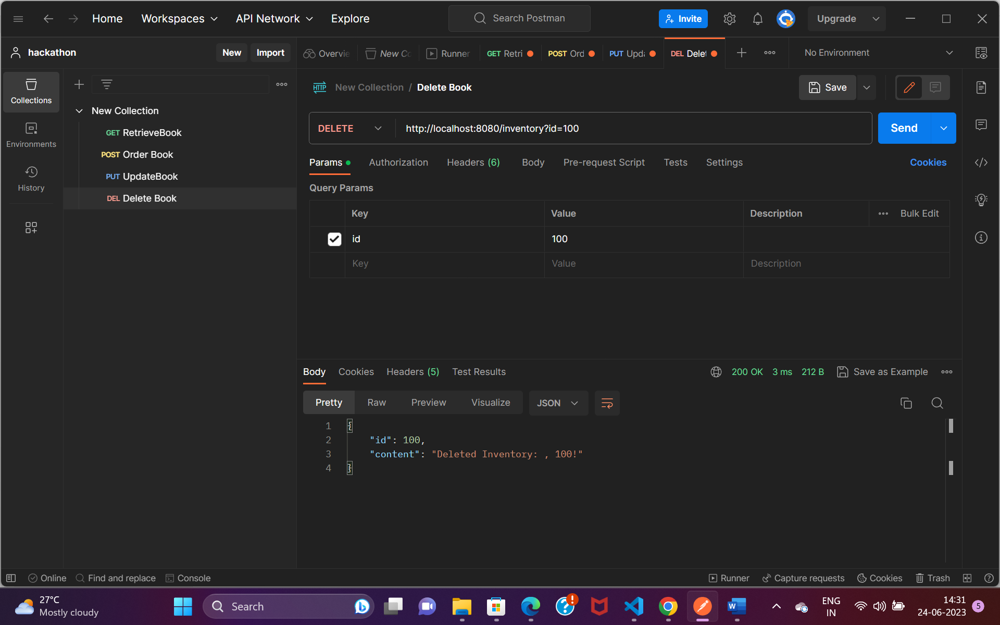 Home Workspaces API Network Explore Search Postman Invite Upgrade
hackathon New Import Overvie New Co Runner GET Retri POST Ord PUT Upda DEL Delet No Environment
Collections
Environments
History
New Collection
GET RetrieveBook
POST Order Book
PUT UpdateBook
DEL Delete Book
HTTP New Collection / Delete Book Save
DELETE http://localhost:8080/inventory?id=100 Send
Params Authorization Headers (6) Body Pre-request Script Tests Settings Cookies
Query Params
Key Value Description Bulk Edit
id 100
Key Value Description
Body Cookies Headers (5) Test Results 200 OK 3 ms 212 B Save as Example
Pretty Raw Preview Visualize JSON
1 {
2 "id": 100,
3 "content": "Deleted Inventory: , 100!"
4 }
Online Find and replace Console Runner Capture requests Cookies Trash
27°C
Mostly cloudy
Search
ENG
IN
14:31
24-06-2023
5